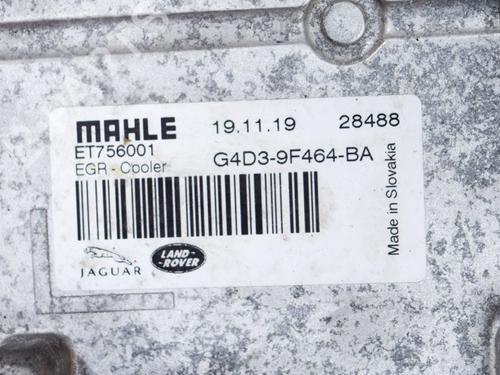 MAHLE 19.11.19 28488
ET756001
EGR - Cooler G4D3-9F464-BA
Made in Slovakia
JAGUAR LAND-ROVER